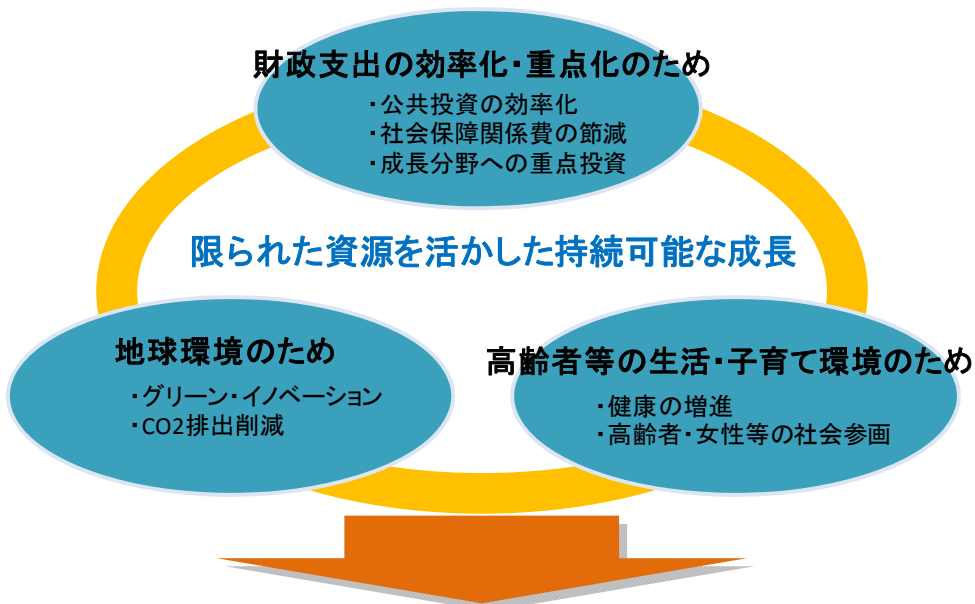 財政支出の効率化・重点化のため
・公共投資の効率化
・社会保障関係費の節減
・成長分野への重点投資
限られた資源を活かした持続可能な成長
地球環境のため
・グリーン・イノベーション
・CO2排出削減
高齢者等の生活・子育て環境のため
・健康の増進
・高齢者・女性等の社会参画